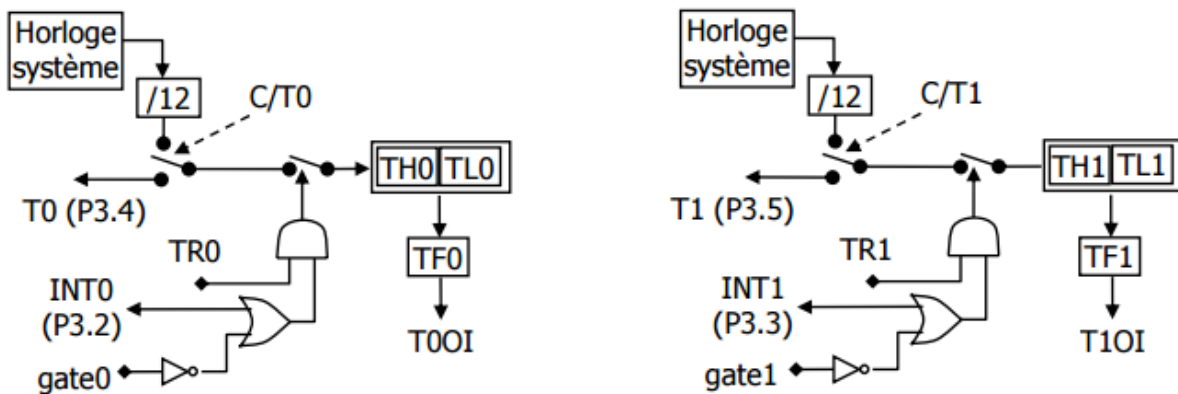 Horloge
système
/12
C/T0
TH0 TL0
T0 (P3.4)
TR0
TF0
INT0
(P3.2)
T0OI
gate0
Horloge
système
/12
C/T1
TH1 TL1
T1 (P3.5)
TR1
TF1
INT1
(P3.3)
T1OI
gate1